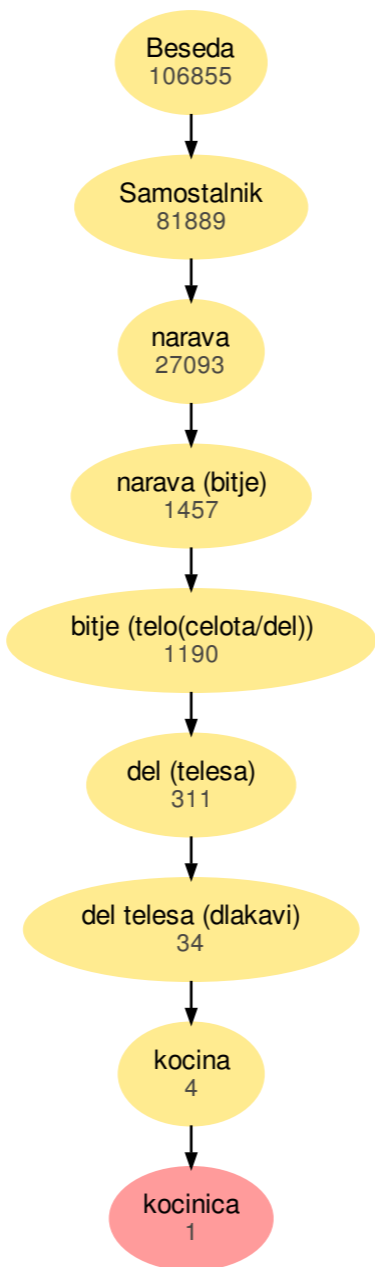 Beseda
106855
Samostalnik
81889
narava
27093
narava (bitje)
1457
bitje (telo(celota/del))
1190
del (telesa)
311
del telesa (dlakavi)
34
kocina
4
kocinica
1